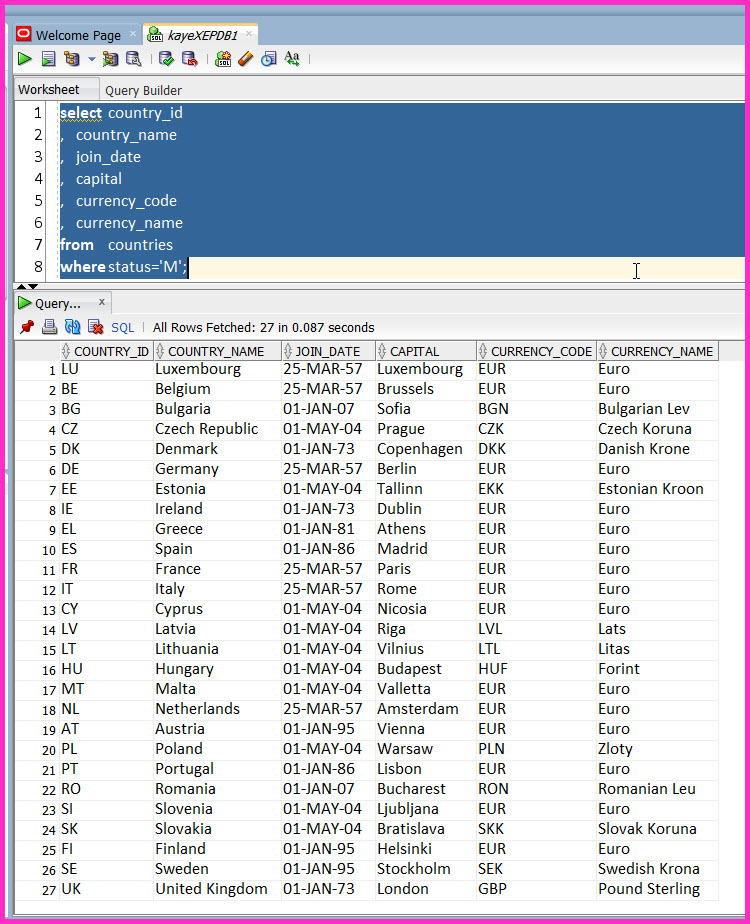 Welcome Page × kayeXEPDB1 ×
Worksheet Query Builder
1 select country_id
2 , country_name
3 , join_date
4 , capital
5 , currency_code
6 , currency_name
7 from countries
8 where status='M';
Query... x
SQL | All Rows Fetched: 27 in 0.087 seconds
COUNTRY_ID COUNTRY_NAME JOIN_DATE CAPITAL CURRENCY_CODE CURRENCY_NAME
1 LU Luxembourg 25-MAR-57 Luxembourg EUR Euro
2 BE Belgium 25-MAR-57 Brussels EUR Euro
3 BG Bulgaria 01-JAN-07 Sofia BGN Bulgarian Lev
4 CZ Czech Republic 01-MAY-04 Prague CZK Czech Koruna
5 DK Denmark 01-JAN-73 Copenhagen DKK Danish Krone
6 DE Germany 25-MAR-57 Berlin EUR Euro
7 EE Estonia 01-MAY-04 Tallinn EKK Estonian Kroon
8 IE Ireland 01-JAN-73 Dublin EUR Euro
9 EL Greece 01-JAN-81 Athens EUR Euro
10 ES Spain 01-JAN-86 Madrid EUR Euro
11 FR France 25-MAR-57 Paris EUR Euro
12 IT Italy 25-MAR-57 Rome EUR Euro
13 CY Cyprus 01-MAY-04 Nicosia EUR Euro
14 LV Latvia 01-MAY-04 Riga LVL Lats
15 LT Lithuania 01-MAY-04 Vilnius LTL Litas
16 HU Hungary 01-MAY-04 Budapest HUF Forint
17 MT Malta 01-MAY-04 Valletta EUR Euro
18 NL Netherlands 25-MAR-57 Amsterdam EUR Euro
19 AT Austria 01-JAN-95 Vienna EUR Euro
20 PL Poland 01-MAY-04 Warsaw PLN Zloty
21 PT Portugal 01-JAN-86 Lisbon EUR Euro
22 RO Romania 01-JAN-07 Bucharest RON Romanian Leu
23 SI Slovenia 01-MAY-04 Ljubljana EUR Euro
24 SK Slovakia 01-MAY-04 Bratislava SKK Slovak Koruna
25 FI Finland 01-JAN-95 Helsinki EUR Euro
26 SE Sweden 01-JAN-95 Stockholm SEK Swedish Krona
27 UK United Kingdom 01-JAN-73 London GBP Pound Sterling